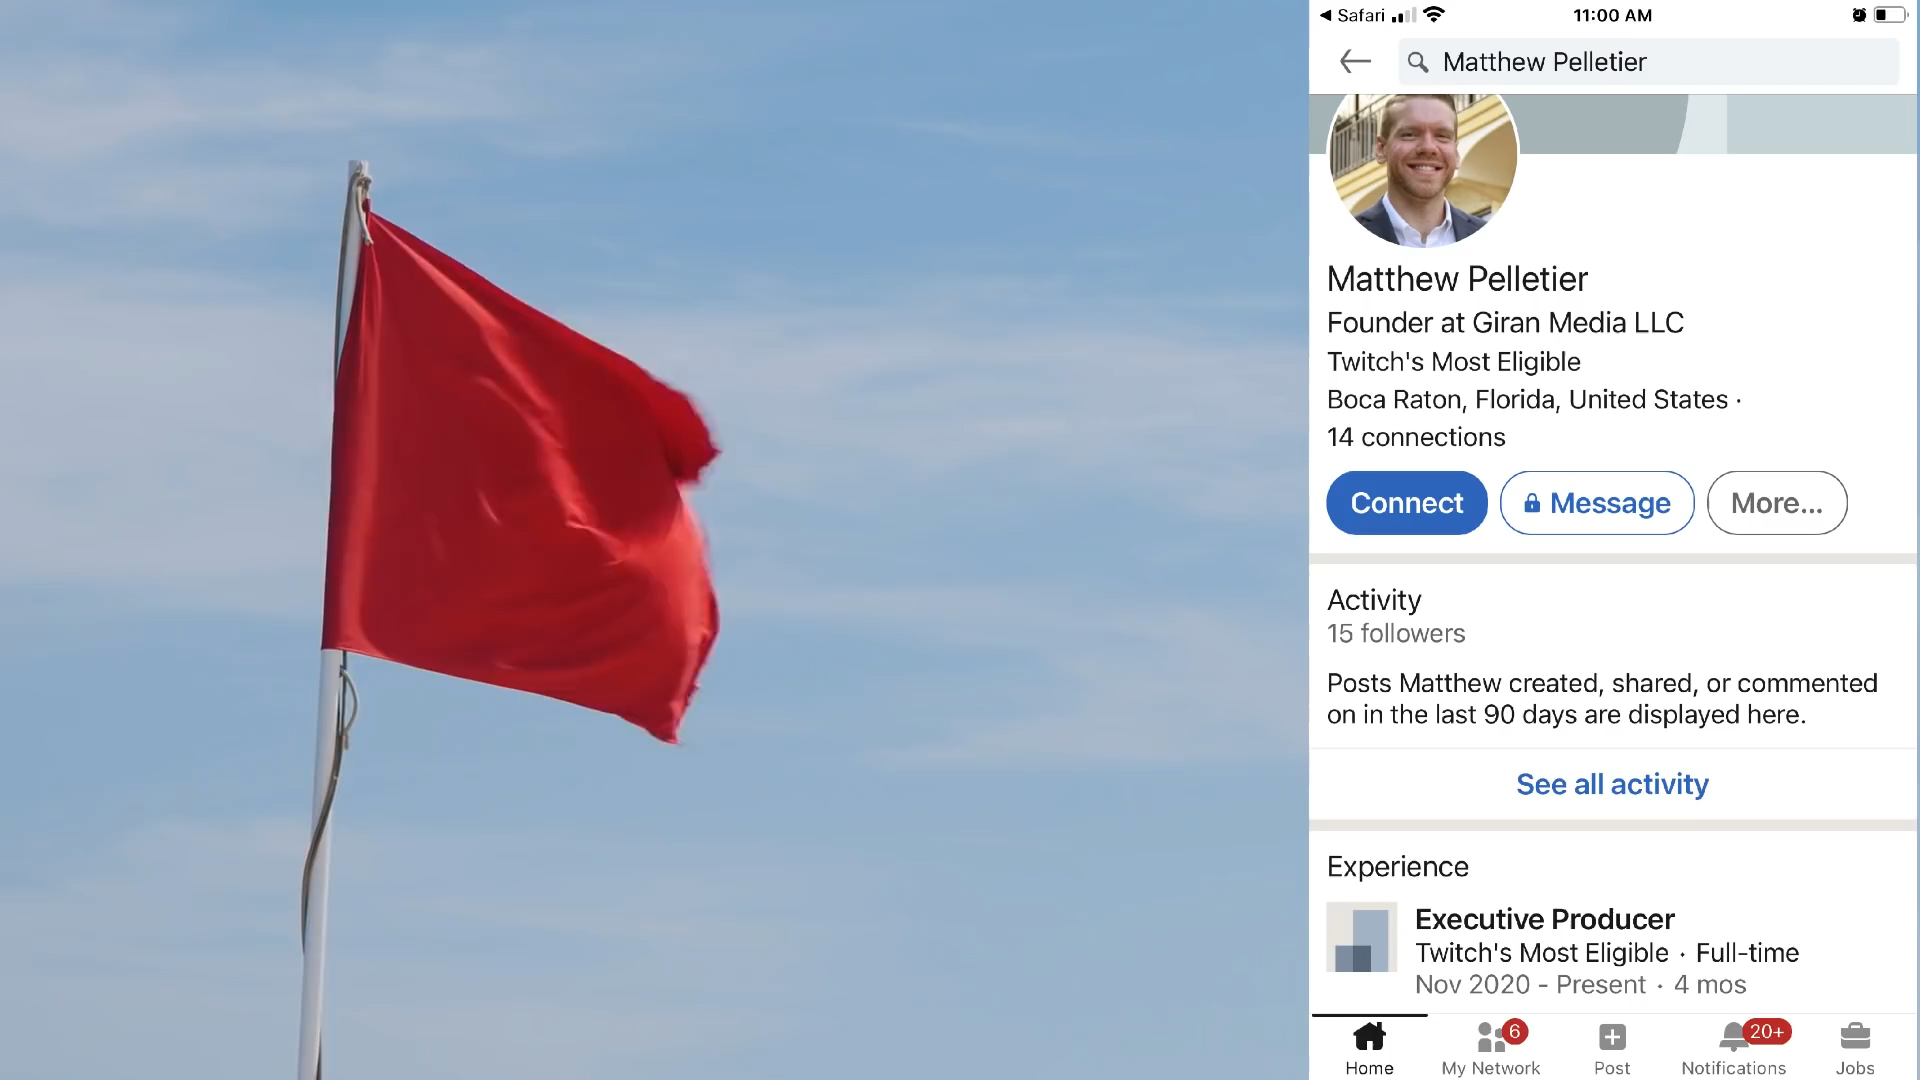 Safari
11:00 AM
Matthew Pelletier
Matthew Pelletier
Founder at Giran Media LLC
Twitch's Most Eligible
Boca Raton, Florida, United States ·
14 connections
Connect
Message
More...
Activity
15 followers
Posts Matthew created, shared, or commented
on in the last 90 days are displayed here.
See all activity
Experience
Executive Producer
Twitch's Most Eligible · Full-time
Nov 2020 - Present · 4 mos
6
20+
Home
My Network
Post
Notifications
Jobs